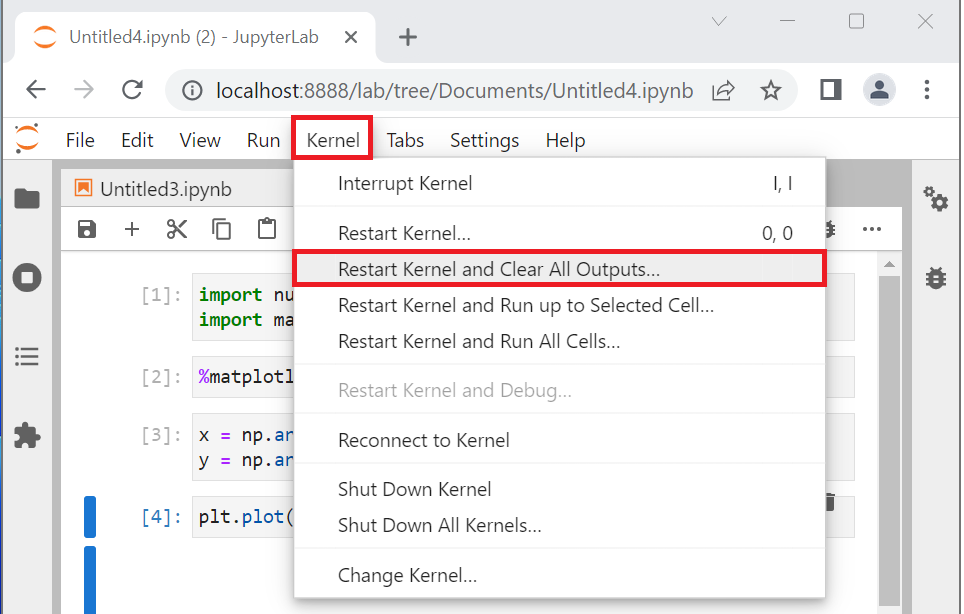 Untitled4.ipynb (2) - JupyterLab
localhost:8888/lab/tree/Documents/Untitled4.ipynb
File Edit View Run Kernel Tabs Settings Help
Untitled3.ipynb
Interrupt Kernel I, I
Restart Kernel... 0, 0
Restart Kernel and Clear All Outputs...
Restart Kernel and Run up to Selected Cell...
Restart Kernel and Run All Cells...
Restart Kernel and Debug...
Reconnect to Kernel
Shut Down Kernel
Shut Down All Kernels...
Change Kernel...
[1]: import nu
import ma
[2]: %matplotl
[3]: x = np.ar
y = np.ar
[4]: plt.plot(